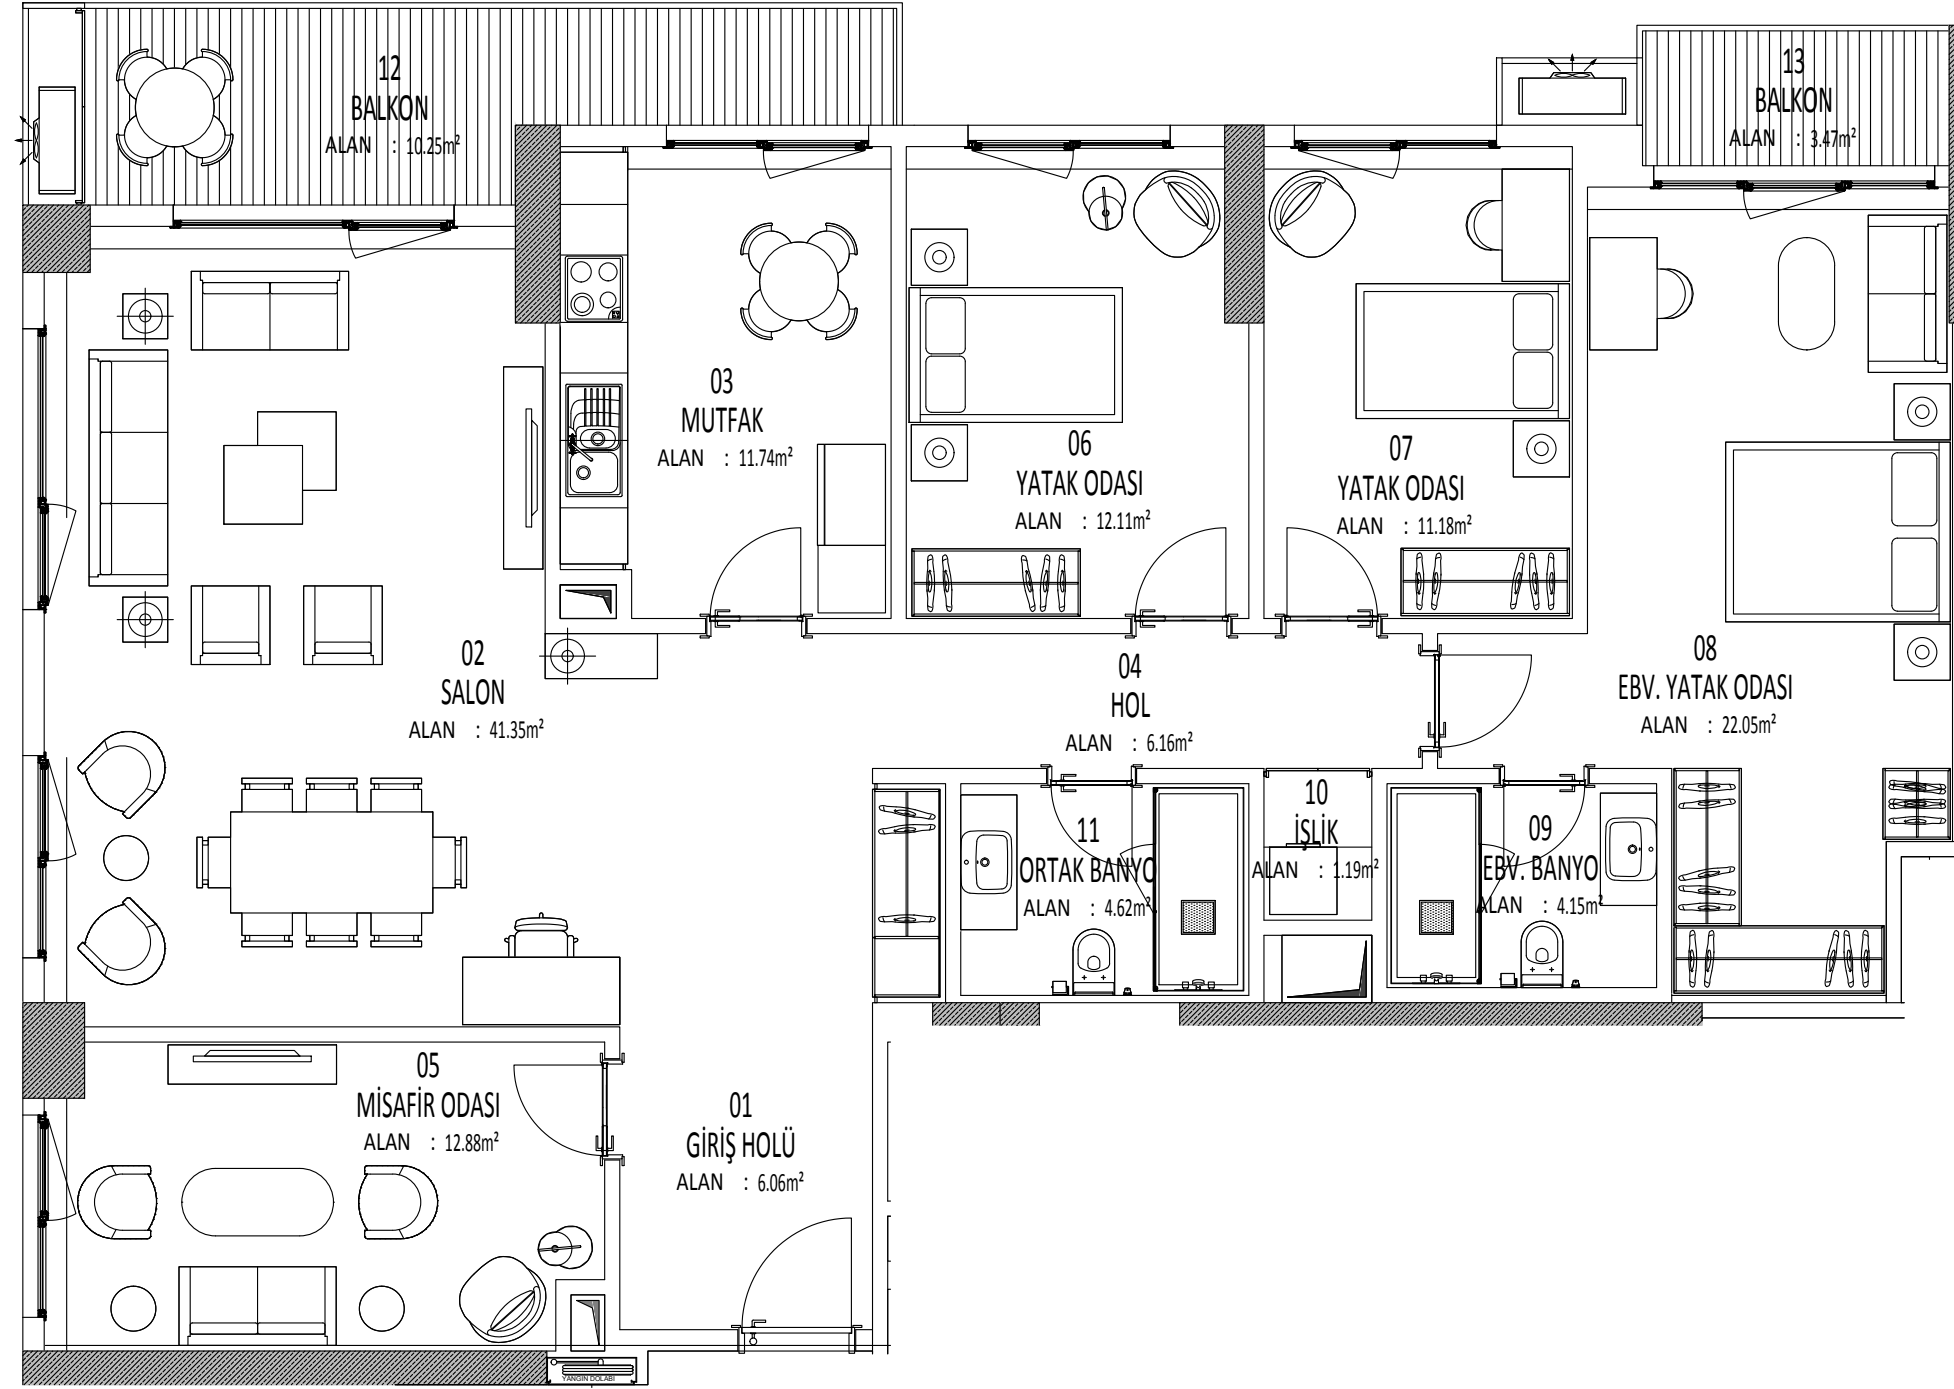 12
BALKON
ALAN : 10.25m²
13
BALKON
ALAN : 3.47m²
03
MUTFAK
ALAN : 11.74m²
06
YATAK ODASI
ALAN : 12.11m²
07
YATAK ODASI
ALAN : 11.18m²
02
SALON
ALAN : 41.35m²
04
HOL
ALAN : 6.16m²
08
EBV. YATAK ODASI
ALAN : 22.05m²
11
ORTAK BANYO
ALAN : 4.62m²
10
İŞLİK
ALAN : 1.19m²
09
EBV. BANYO
ALAN : 4.15m²
05
MİSAFİR ODASI
ALAN : 12.88m²
01
GİRİŞ HOLÜ
ALAN : 6.06m²
YANGIN DOLABI